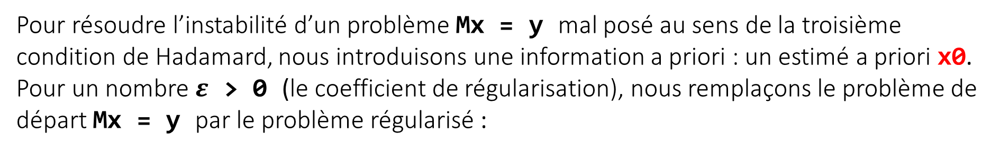 Pour résoudre l’instabilité d’un problème Mx = y mal posé au sens de la troisième
condition de Hadamard, nous introduisons une information a priori : un estimé a priori x0.
Pour un nombre ε > 0 (le coefficient de régularisation), nous remplaçons le problème de
départ Mx = y par le problème régularisé :